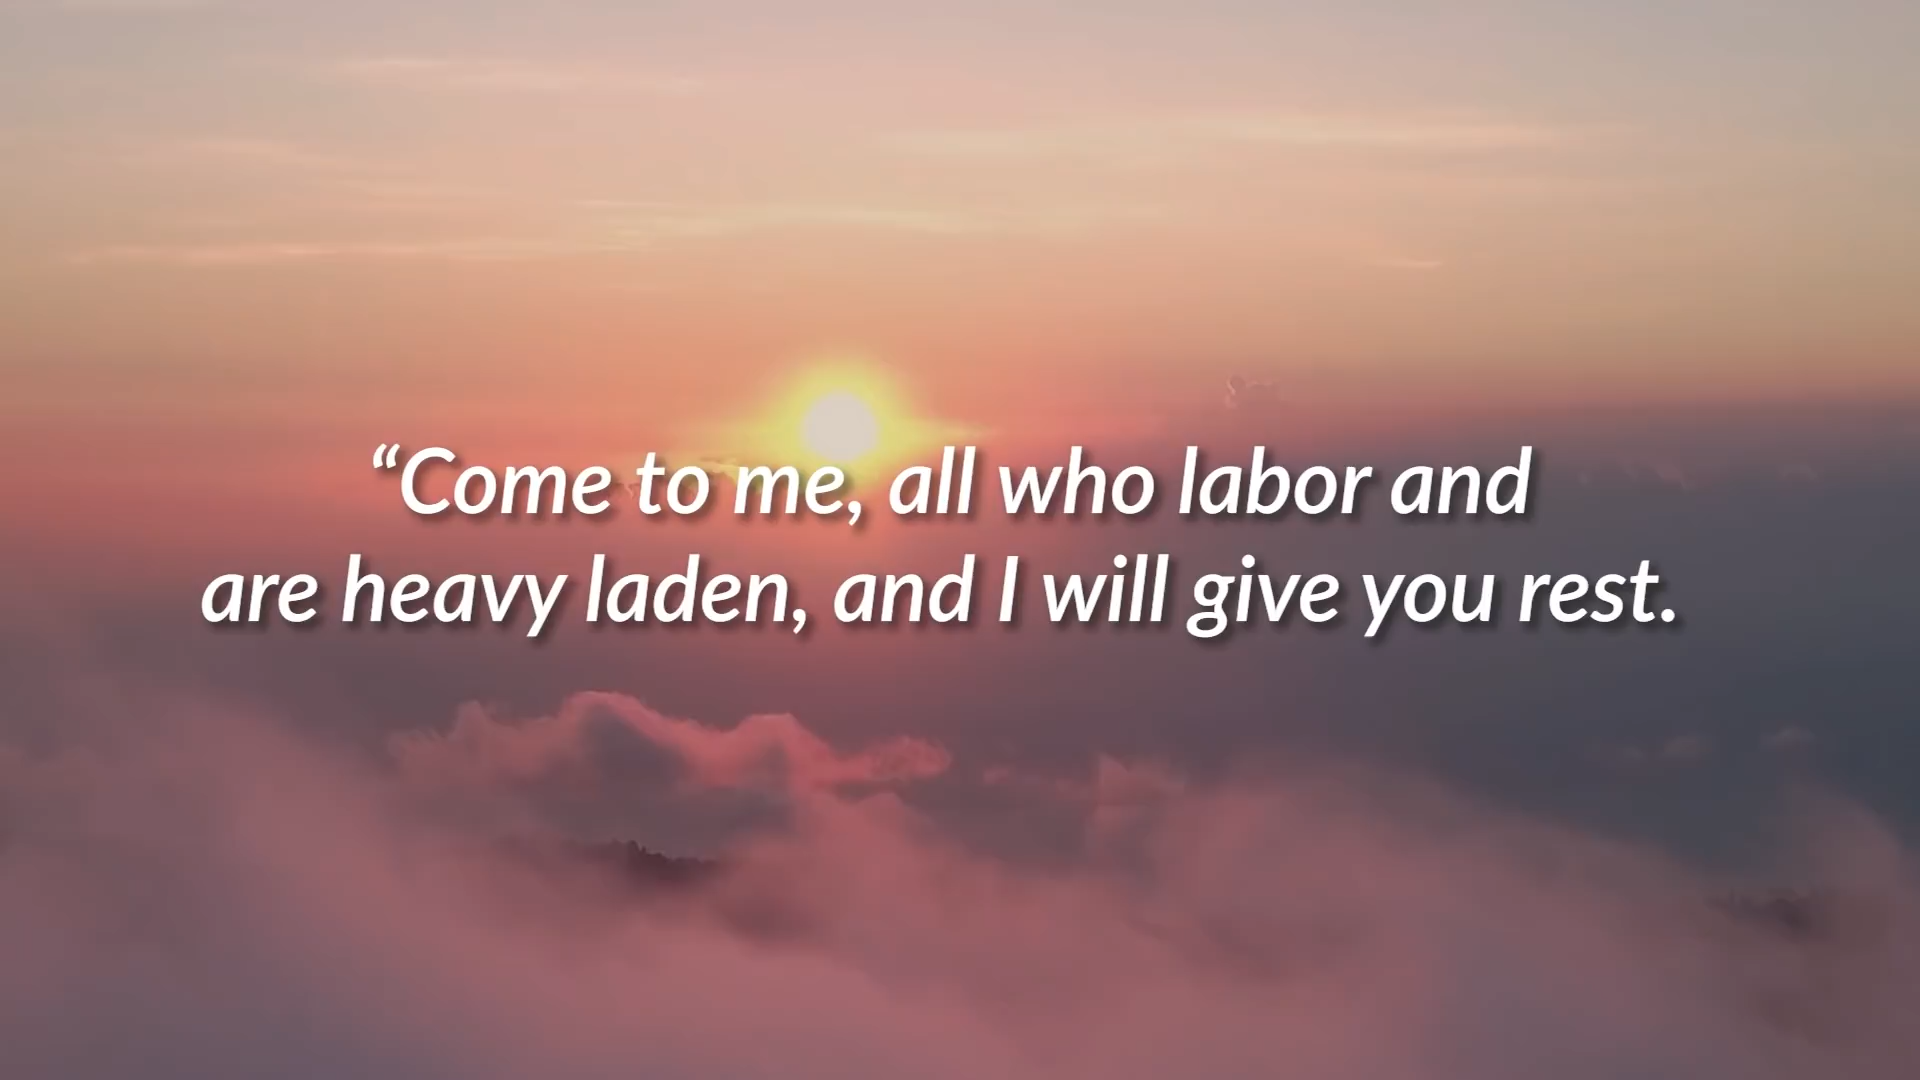 “Come to me, all who labor and
are heavy laden, and I will give you rest.